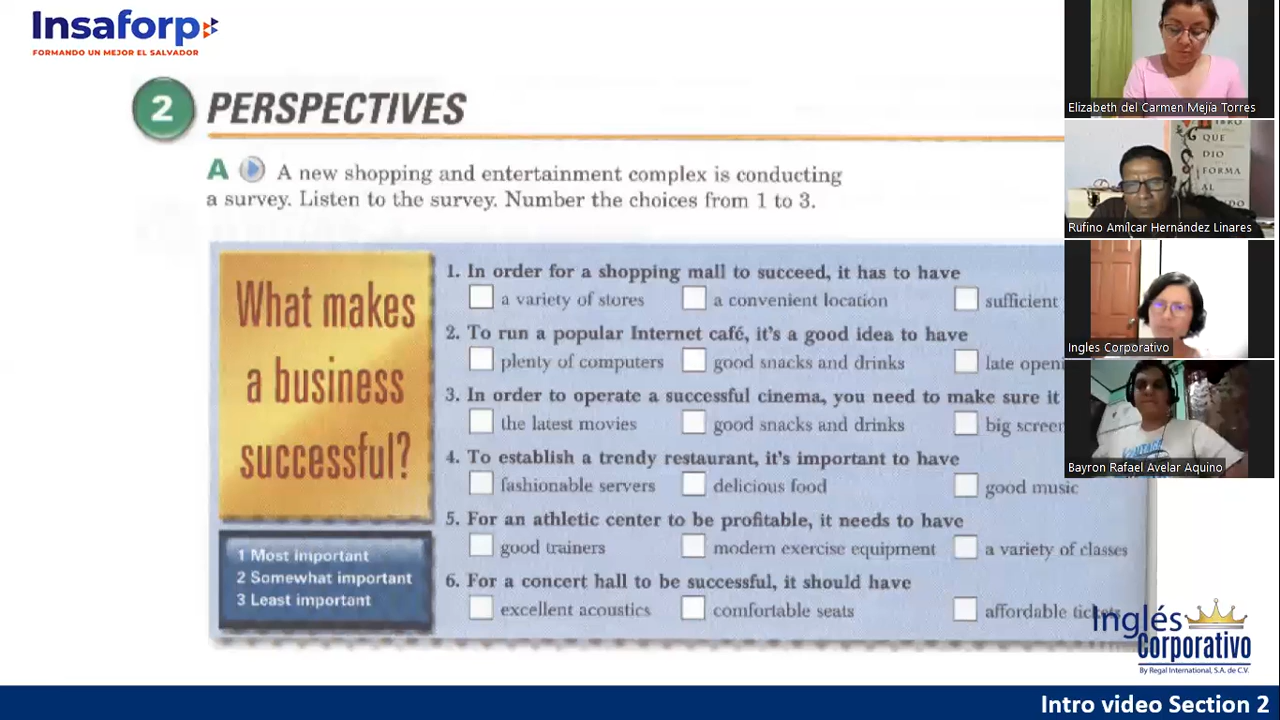 Insaforp
FORMANDO UN MEJOR EL SALVADOR
2 PERSPECTIVES
A A new shopping and entertainment complex is conducting
a survey. Listen to the survey. Number the choices from 1 to 3.
What makes
a business
successful?
1 Most important
2 Somewhat important
3 Least important
1. In order for a shopping mall to succeed, it has to have
a variety of stores a convenient location sufficient
2. To run a popular Internet café, it's a good idea to have
plenty of computers good snacks and drinks late openi
3. In order to operate a successful cinema, you need to make sure it
the latest movies good snacks and drinks big screen
4. To establish a trendy restaurant, it's important to have
fashionable servers delicious food good music
5. For an athletic center to be profitable, it needs to have
good trainers modern exercise equipment a variety of classes
6. For a concert hall to be successful, it should have
excellent acoustics comfortable seats affordable tickets
Elizabeth del Carmen Mejía Torres
LIBRO
QUE
DIO
FORMA
AL
Rufino Amílcar Hernández Linares
Ingles Corporativo
Bayron Rafael Avelar Aquino
Inglés
Corporativo
By Regal International, S.A. de C.V.
Intro video Section 2